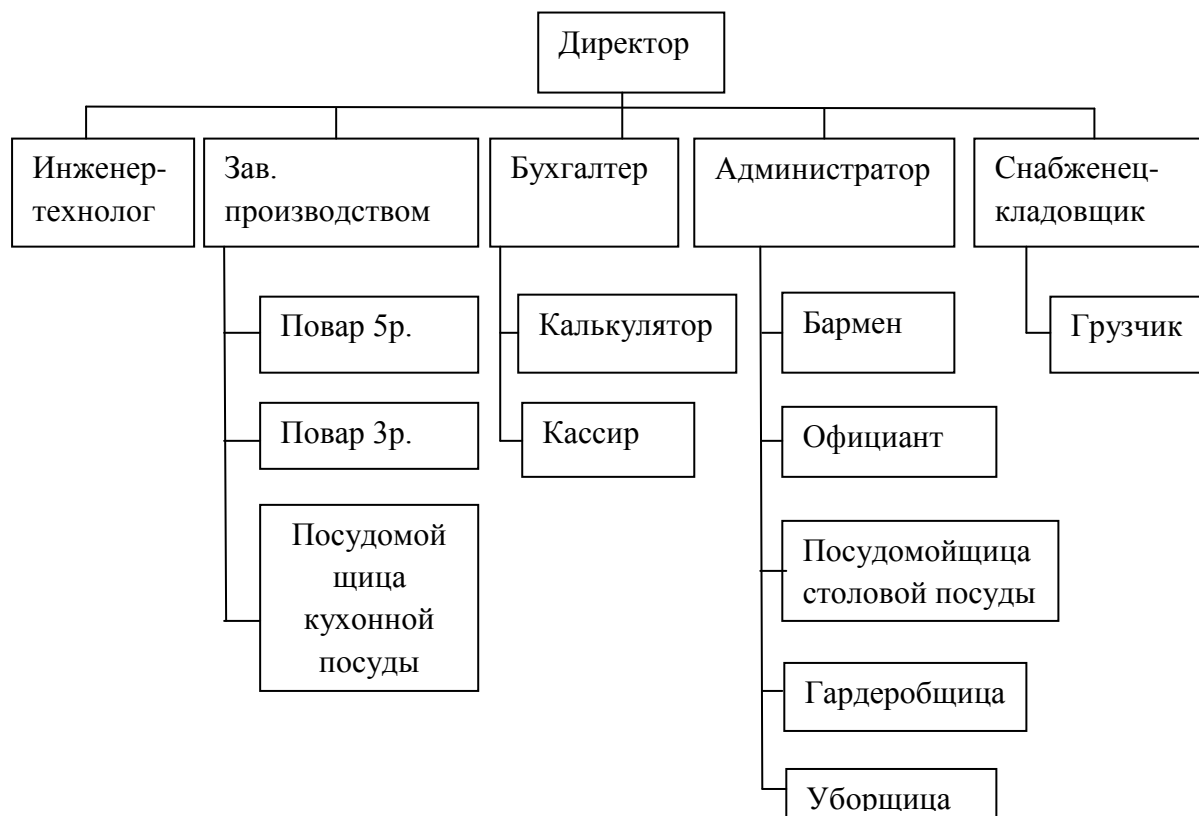 Директор
Инженер-
технолог
Зав.
производством
Бухгалтер
Администратор
Снабженец-
кладовщик
Повар 5р.
Калькулятор
Бармен
Грузчик
Повар 3р.
Кассир
Официант
Посудомой
щица
кухонной
посуды
Посудомойщица
столовой посуды
Гардеробщица
Уборщица